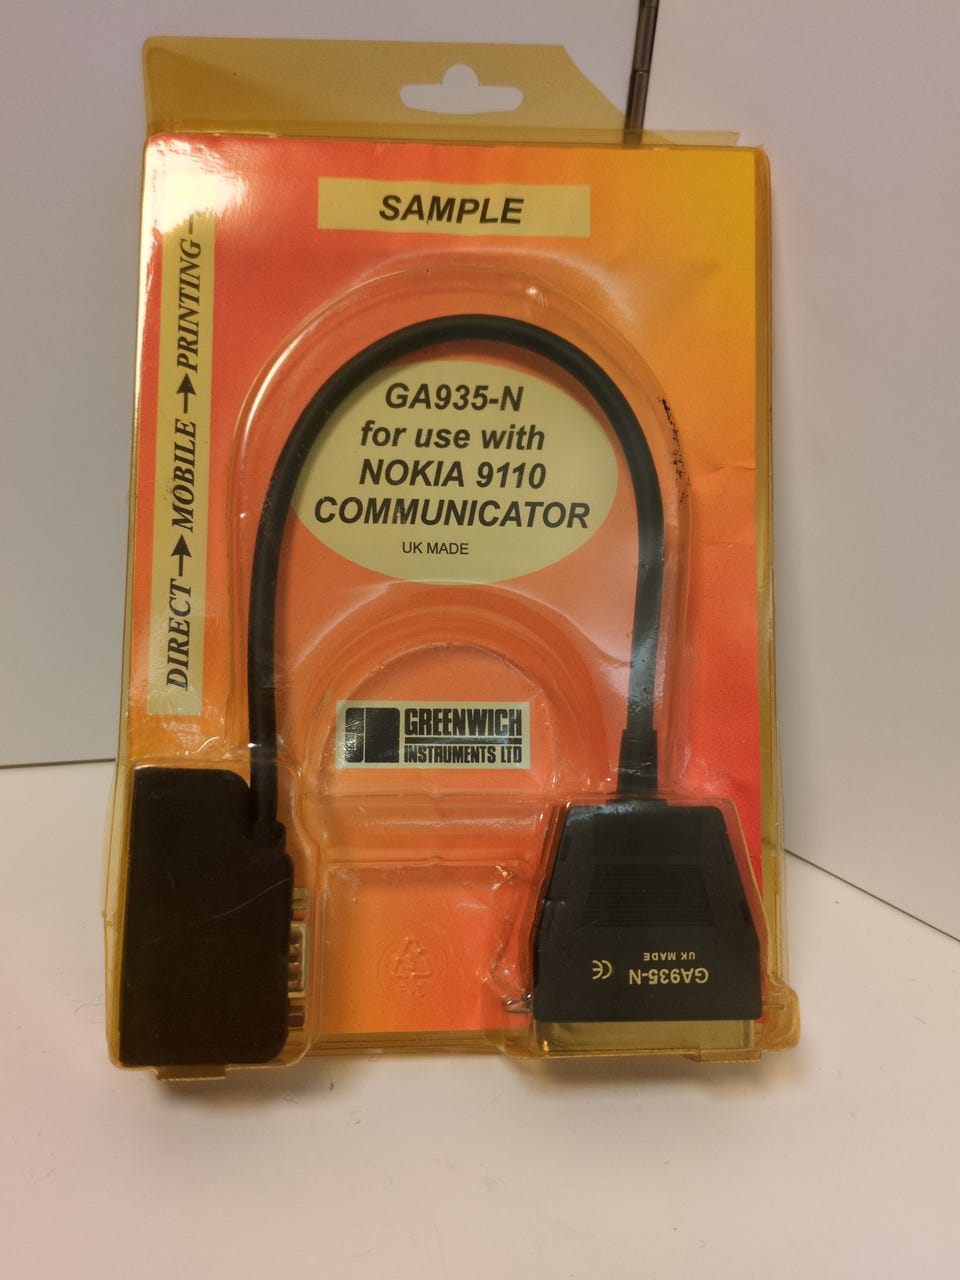 SAMPLE
DIRECT→MOBILE→PRINTING
GA935-N
for use with
NOKIA 9110
COMMUNICATOR
UK MADE
GREENWICH
INSTRUMENTS LTD
GA935-N
UK MADE
CE